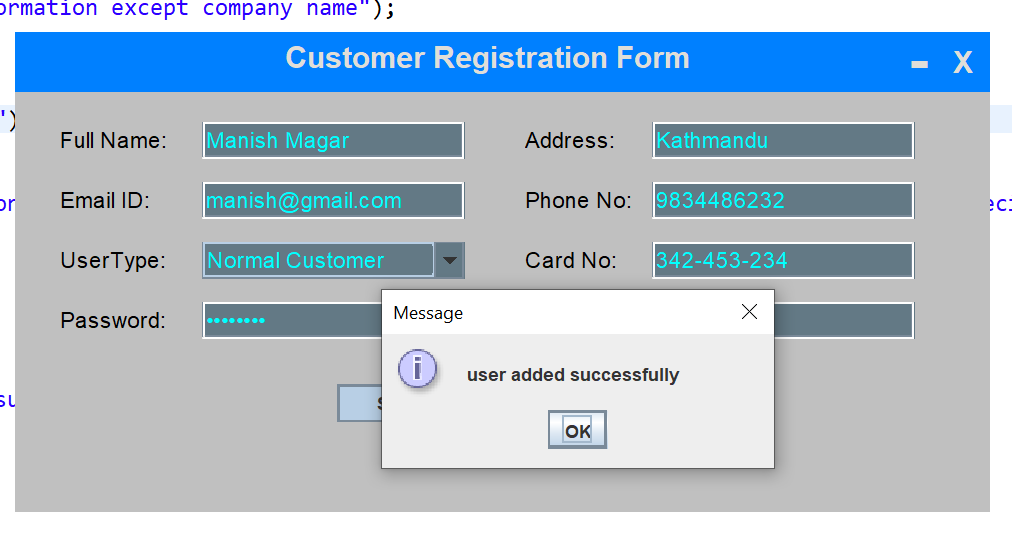 ormation except company name");
Customer Registration Form
- X
")
Full Name: Manish Magar Address: Kathmandu
or Email ID: manish@gmail.com Phone No: 9834486232 eci
UserType: Normal Customer Card No: 342-453-234
Message
Password: ••••••••
i user added successfully
su
OK